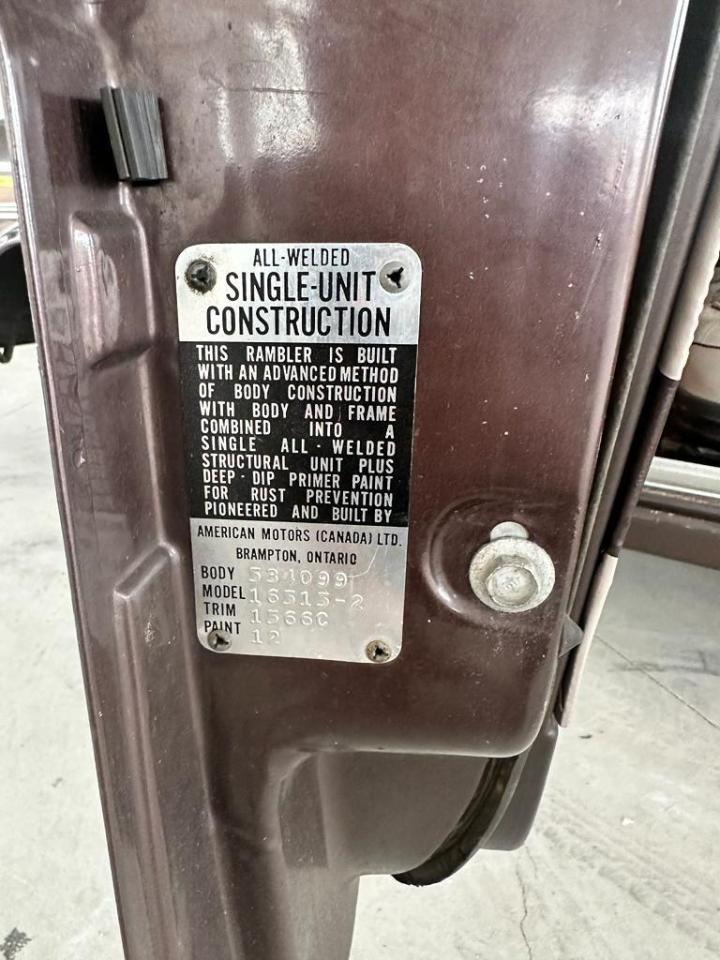 ALL-WELDED
SINGLE-UNIT
CONSTRUCTION
THIS RAMBLER IS BUILT
WITH AN ADVANCED METHOD
OF BODY CONSTRUCTION
WITH BODY AND FRAME
COMBINED INTO A
SINGLE ALL-WELDED
STRUCTURAL UNIT PLUS
DEEP-DIP PRIMER PAINT
FOR RUST PREVENTION
PIONEERED AND BUILT BY
AMERICAN MOTORS (CANADA) LTD.
BRAMPTON, ONTARIO
BODY
MODEL 16513-2
TRIM 1566C
PAINT 12